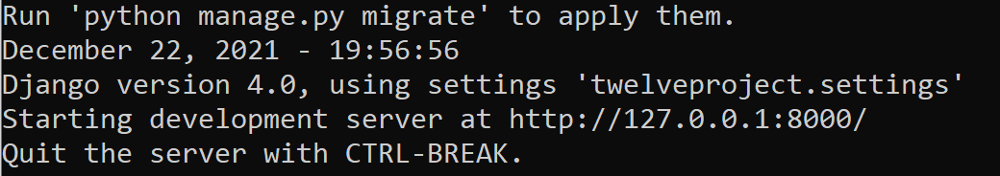 Run 'python manage.py migrate' to apply them.
December 22, 2021 - 19:56:56
Django version 4.0, using settings 'twelveproject.settings'
Starting development server at http://127.0.0.1:8000/
Quit the server with CTRL-BREAK.